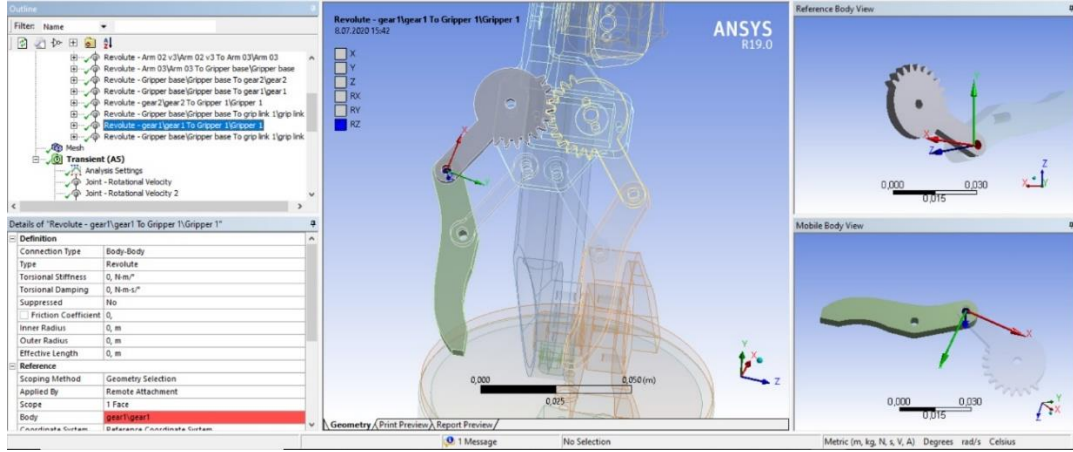 Outline
Filter: Name
Revolute - Arm 02 v3\Arm 02 v3 To Arm 03\Arm 03
Revolute - Arm 03\Arm 03 To Gripper base\Gripper base
Revolute - Gripper base\Gripper base To gear2\gear2
Revolute - Gripper base\Gripper base To gear1\gear1
Revolute - gear2\gear2 To Gripper 1\Gripper 1
Revolute - Gripper base\Gripper base To grip link 1\grip link
Revolute - gear1\gear1 To Gripper 1\Gripper 1
Revolute - Gripper base\Gripper base To grip link 1\grip link
Mesh
Transient (A5)
Analysis Settings
Joint - Rotational Velocity
Joint - Rotational Velocity 2
Details of "Revolute - gear1\gear1 To Gripper 1\Gripper 1"
Definition
Connection Type Body-Body
Type Revolute
Torsional Stiffness 0, N·m/°
Torsional Damping 0, N·m·s/°
Suppressed No
Friction Coefficient 0,
Inner Radius 0, m
Outer Radius 0, m
Effective Length 0, m
Reference
Scoping Method Geometry Selection
Applied By Remote Attachment
Scope 1 Face
Body gear1\gear1
Coordinate System Reference Coordinate System
Revolute - gear1\gear1 To Gripper 1\Gripper 1
8.07.2020 15:42
X
Y
Z
RX
RY
RZ
ANSYS
R19.0
0,000 0,050 (m)
0,025
Y
X
Z
Geometry Print Preview Report Preview
Reference Body View
X
Z
0,000 0,030
0,015
Z
X
Y
Mobile Body View
X
0,000 0,030
0,015
Y
X
Z
1 Message No Selection Metric (m, kg, N, s, V, A) Degrees rad/s Celsius